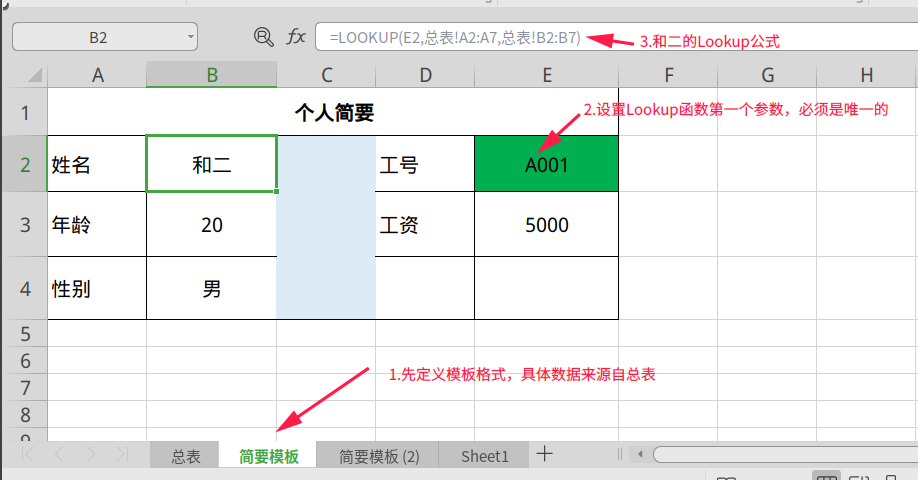 B2 fx =LOOKUP(E2,总表!A2:A7,总表!B2:B7) 3.和二的Lookup公式
A B C D E F G H
1 个人简要 2.设置Lookup函数第一个参数，必须是唯一的
2 姓名 和二 工号 A001
3 年龄 20 工资 5000
4 性别 男
5
6
7 1.先定义模板格式，具体数据来源自总表
8
9
总表 简要模板 简要模板 (2) Sheet1